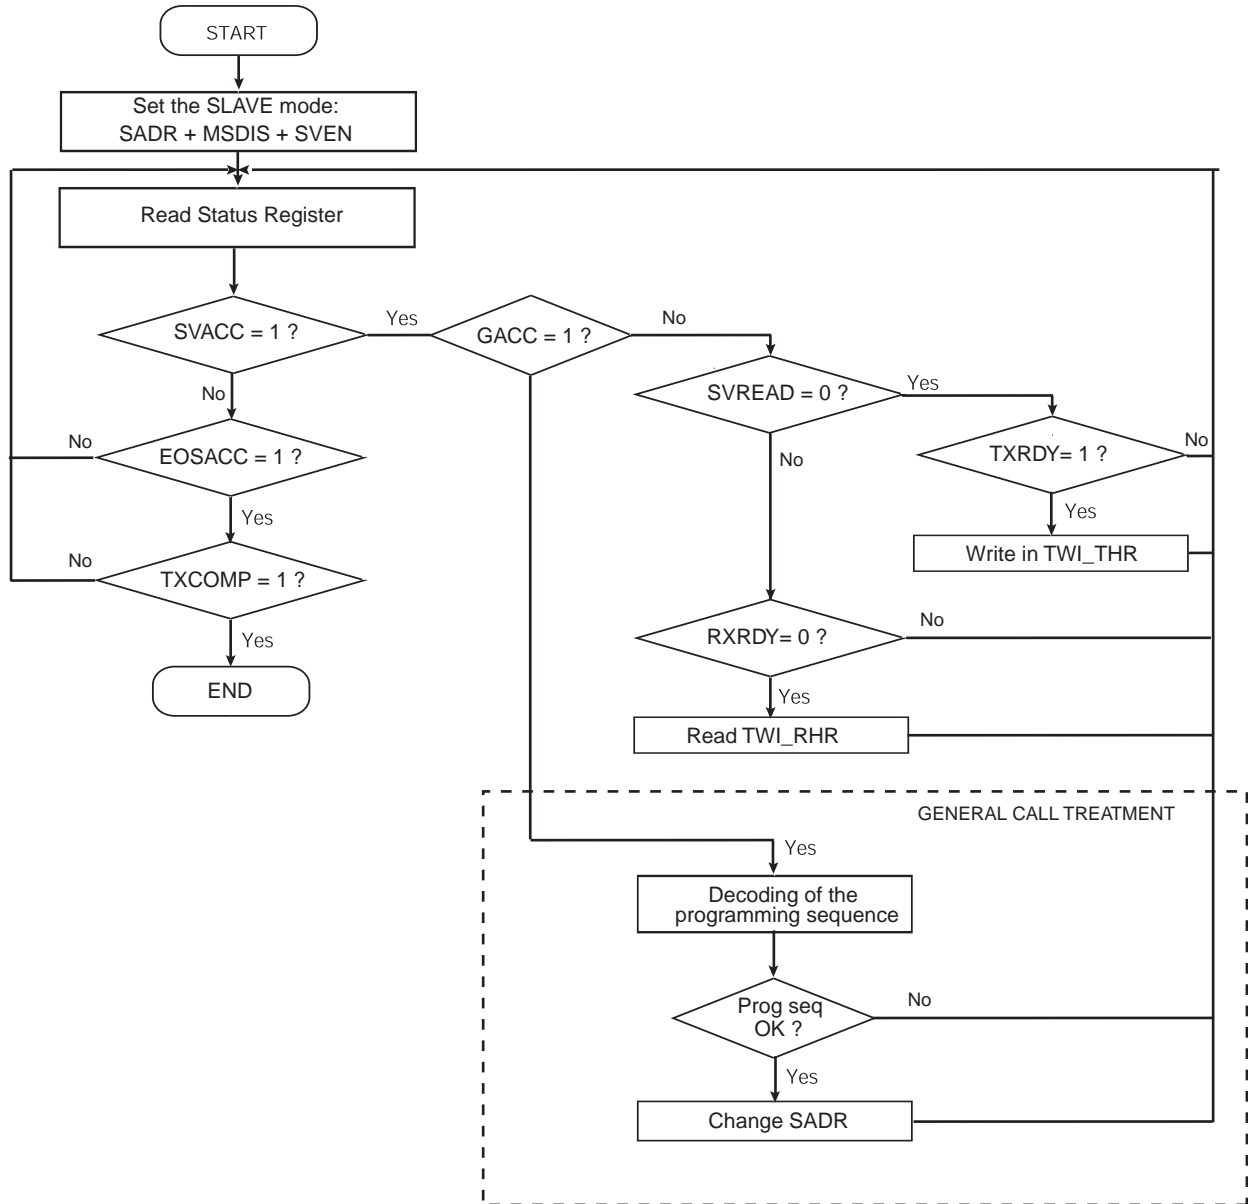 START
Set the SLAVE mode:
SADR + MSDIS + SVEN
Read Status Register
SVACC = 1 ?
Yes
GACC = 1 ?
No
No
SVREAD = 0 ?
Yes
No
EOSACC = 1 ?
No
TXRDY= 1 ?
No
Yes
Yes
Write in TWI_THR
No
TXCOMP = 1 ?
Yes
RXRDY= 0 ?
No
END
Yes
Read TWI_RHR
GENERAL CALL TREATMENT
Yes
Decoding of the
programming sequence
Prog seq
OK ?
No
Yes
Change SADR